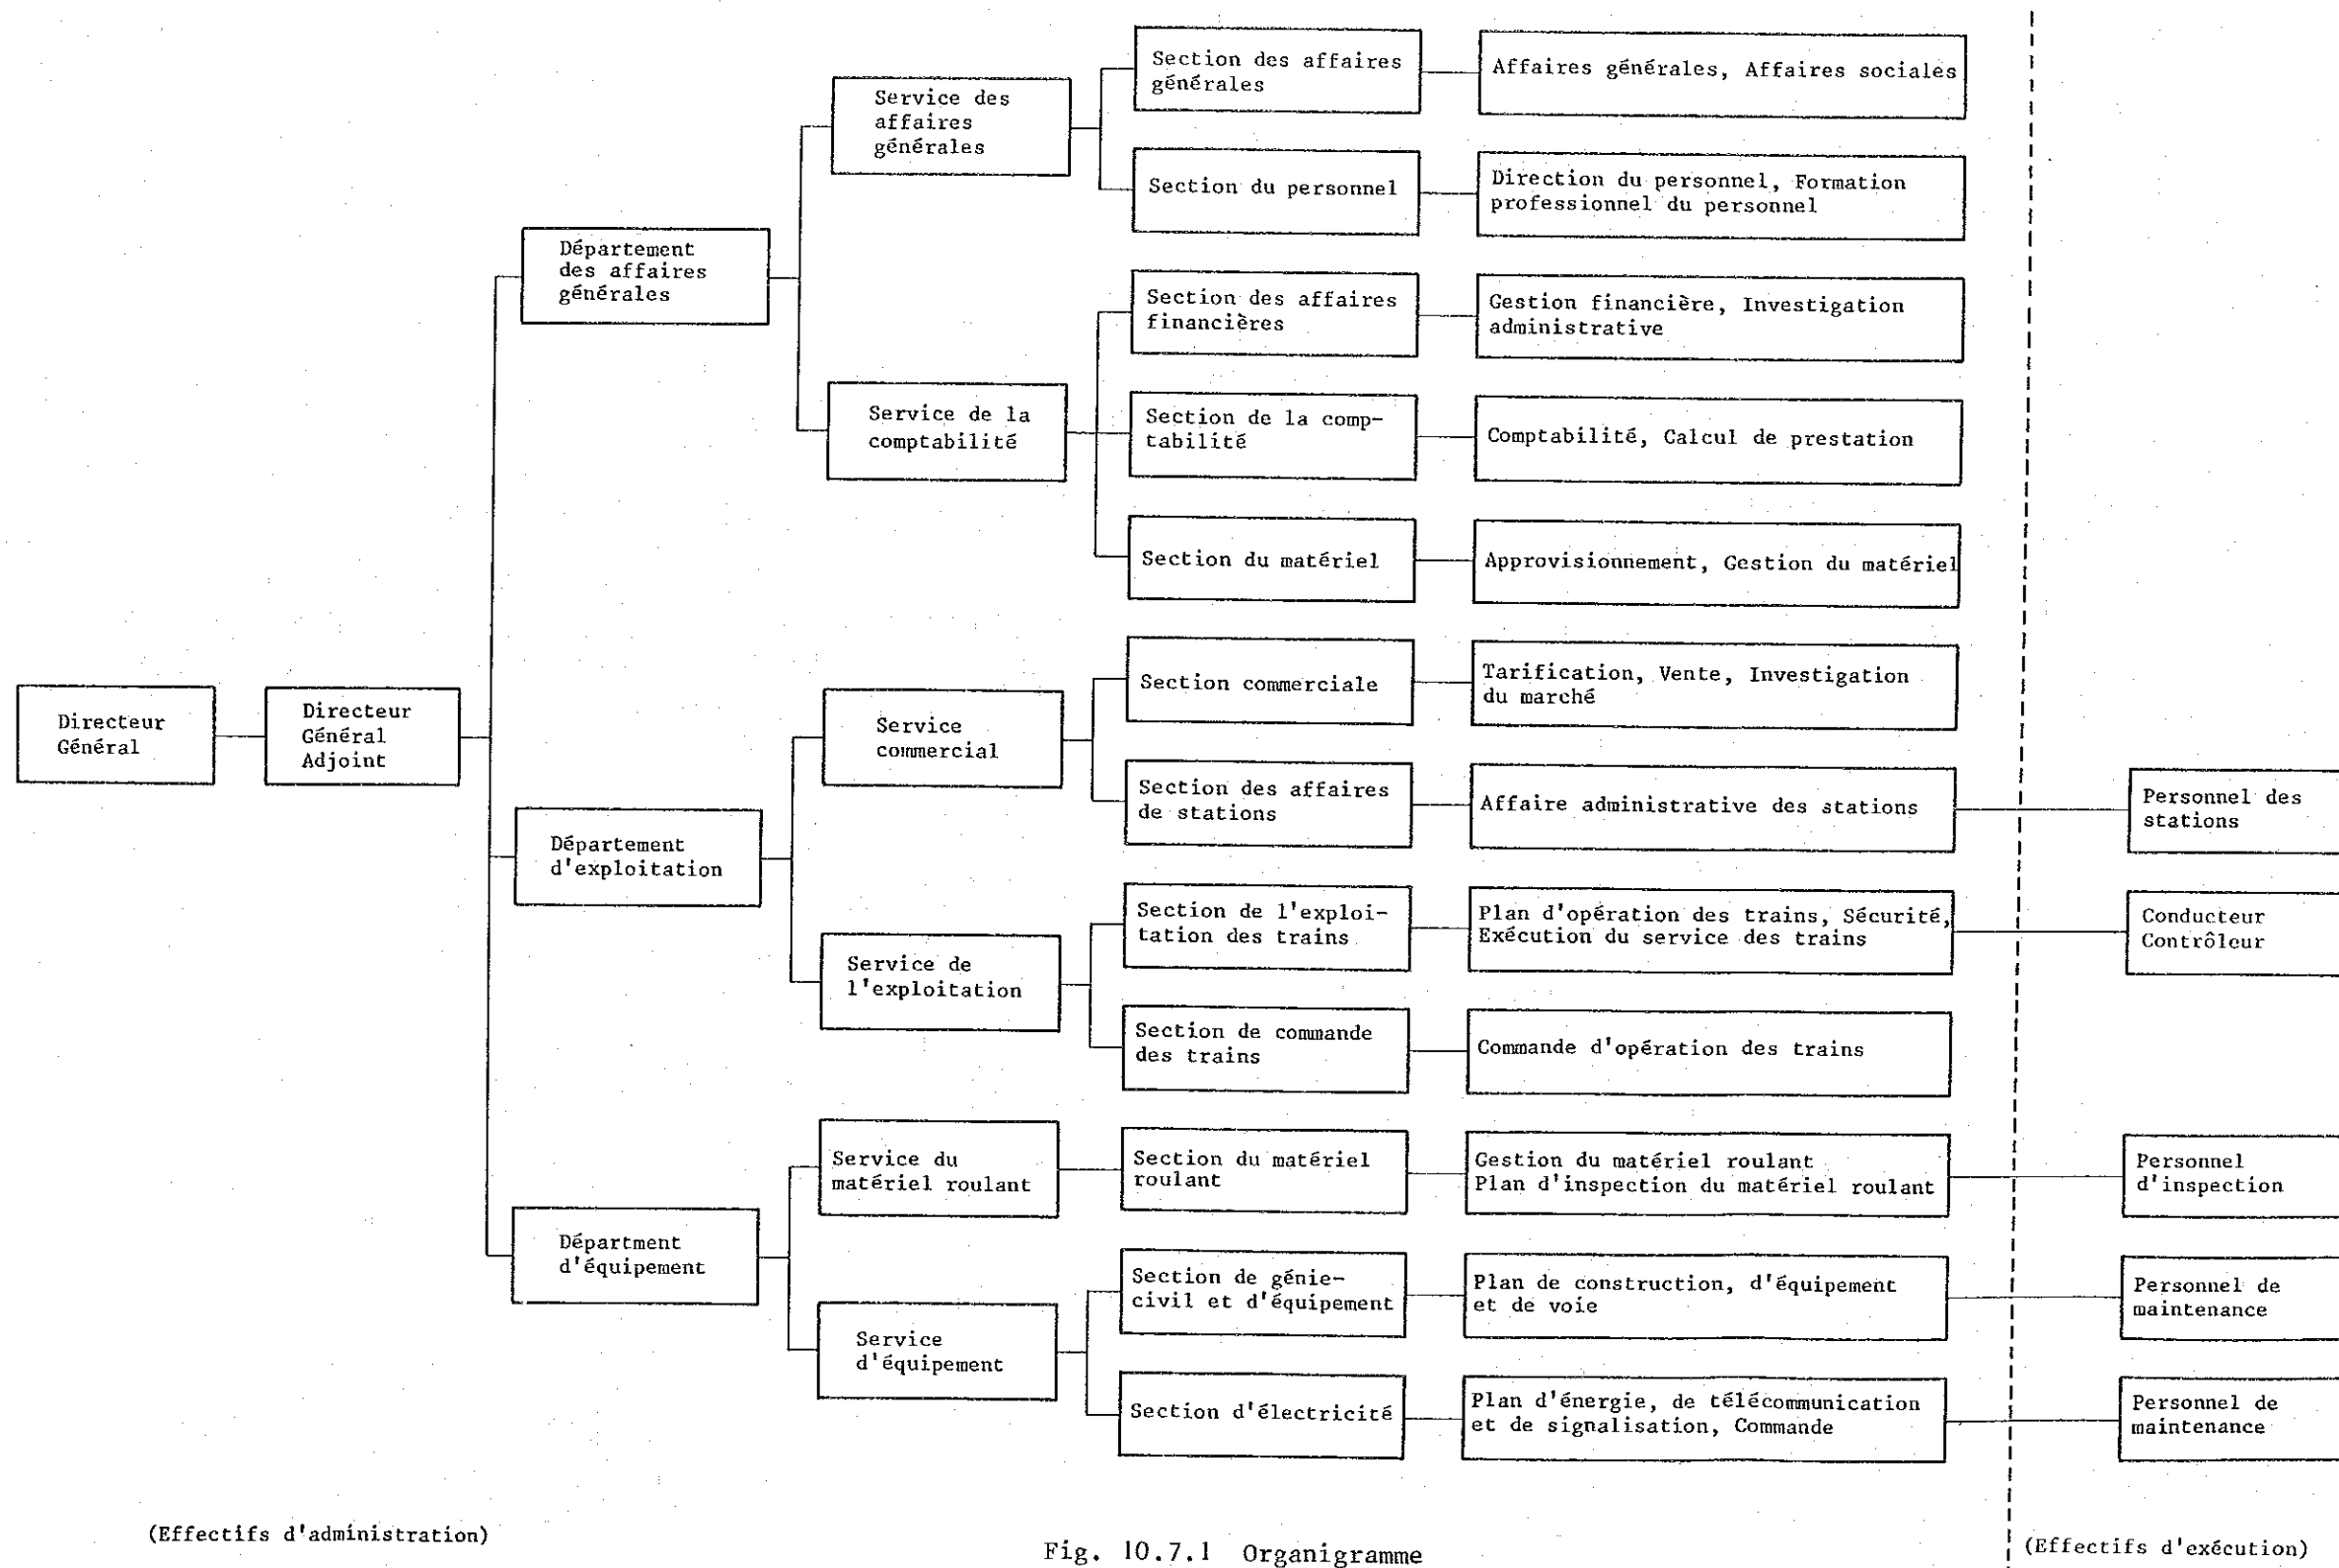 Directeur
Général
Directeur
Général
Adjoint
Département
des affaires
générales
Service des
affaires
générales
Section des affaires
générales
Affaires générales, Affaires sociales
Section du personnel
Direction du personnel, Formation
professionnel du personnel
Service de la
comptabilité
Section des affaires
financières
Gestion financière, Investigation
administrative
Section de la comp-
tabilité
Comptabilité, Calcul de prestation
Section du matériel
Approvisionnement, Gestion du matériel
Département
d'exploitation
Service
commercial
Section commerciale
Tarification, Vente, Investigation
du marché
Section des affaires
de stations
Affaire administrative des stations
Personnel des
stations
Service de
l'exploitation
Section de l'exploi-
tation des trains
Plan d'opération des trains, Sécurité,
Exécution du service des trains
Conducteur
Contrôleur
Section de commande
des trains
Commande d'opération des trains
Départment
d'équipement
Service du
matériel roulant
Section du matériel
roulant
Gestion du matériel roulant
Plan d'inspection du matériel roulant
Personnel
d'inspection
Service
d'équipement
Section de génie-
civil et d'équipement
Plan de construction, d'équipement
et de voie
Personnel de
maintenance
Section d'électricité
Plan d'énergie, de télécommunication
et de signalisation, Commande
Personnel de
maintenance
(Effectifs d'administration)
Fig. 10.7.1 Organigramme
(Effectifs d'exécution)